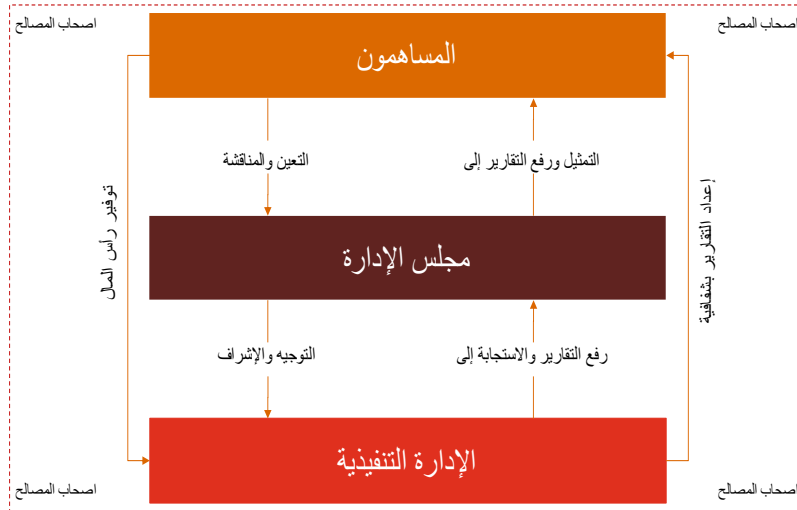 اصحاب المصالح
المساهمون
اصحاب المصالح
التمثيل ورفع التقارير إلى
التعين والمناقشة
إعداد التقارير بشفافية
توفير رأس المال
مجلس الإدارة
رفع التقارير والاستجابة إلى
التوجيه والإشراف
الإدارة التنفيذية
اصحاب المصالح
اصحاب المصالح